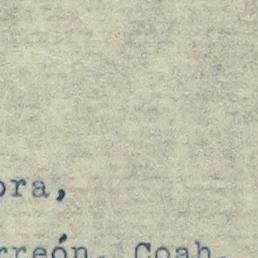 ora,
rreón, Coah.